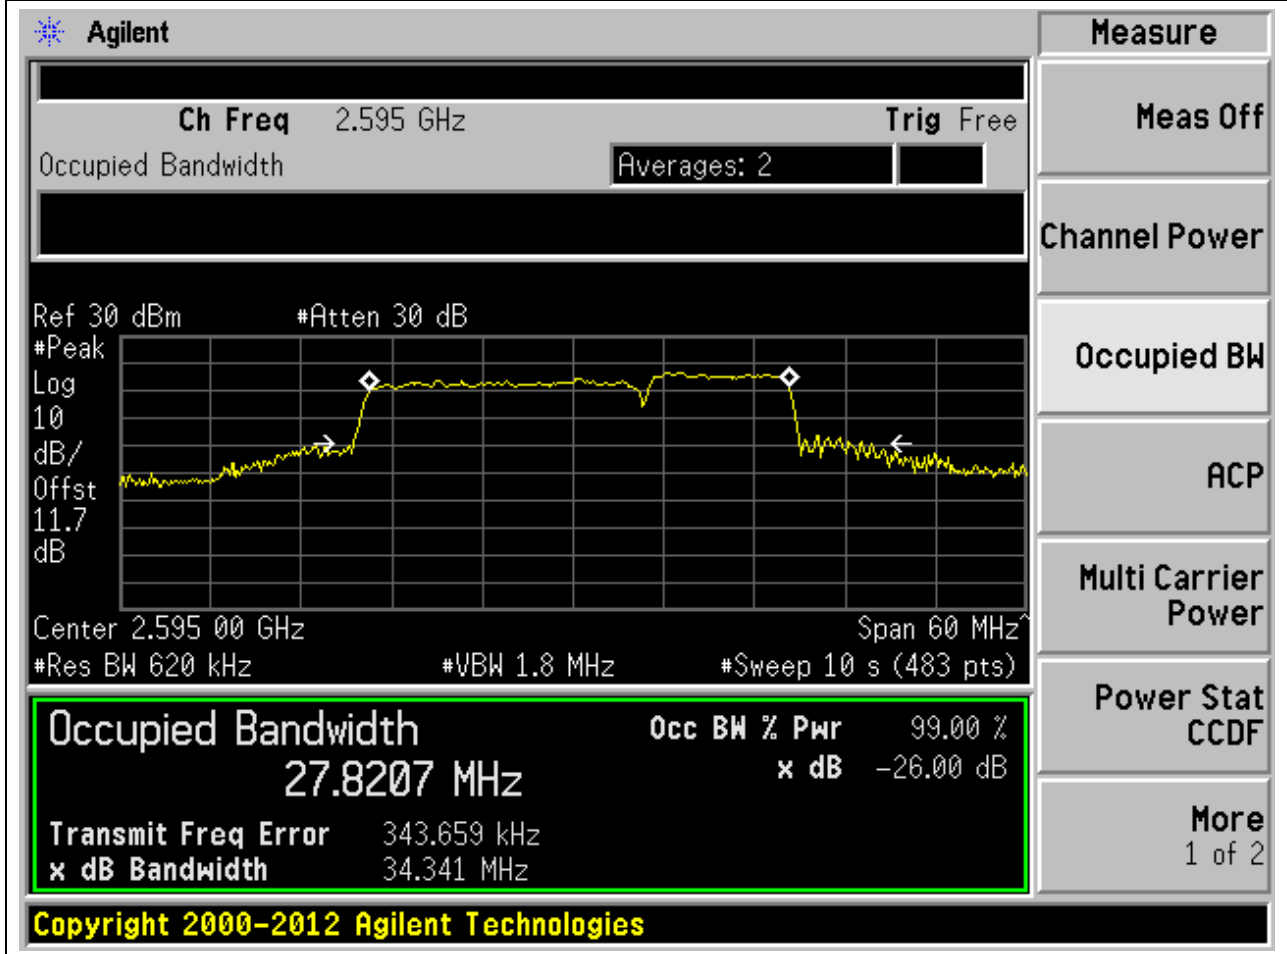 Agilent
Measure
Ch Freq 2.595 GHz Trig Free
Occupied Bandwidth Averages: 2
Meas Off
Channel Power
Ref 30 dBm #Atten 30 dB
#Peak
Log
10
dB/
Offst
11.7
dB
Occupied BW
ACP
Center 2.595 00 GHz Span 60 MHz^
#Res BW 620 kHz #VBW 1.8 MHz #Sweep 10 s (483 pts)
Multi Carrier
Power
Occupied Bandwidth Occ BW % Pwr 99.00 %
27.8207 MHz x dB -26.00 dB
Transmit Freq Error 343.659 kHz
x dB Bandwidth 34.341 MHz
Power Stat
CCDF
More
1 of 2
Copyright 2000-2012 Agilent Technologies